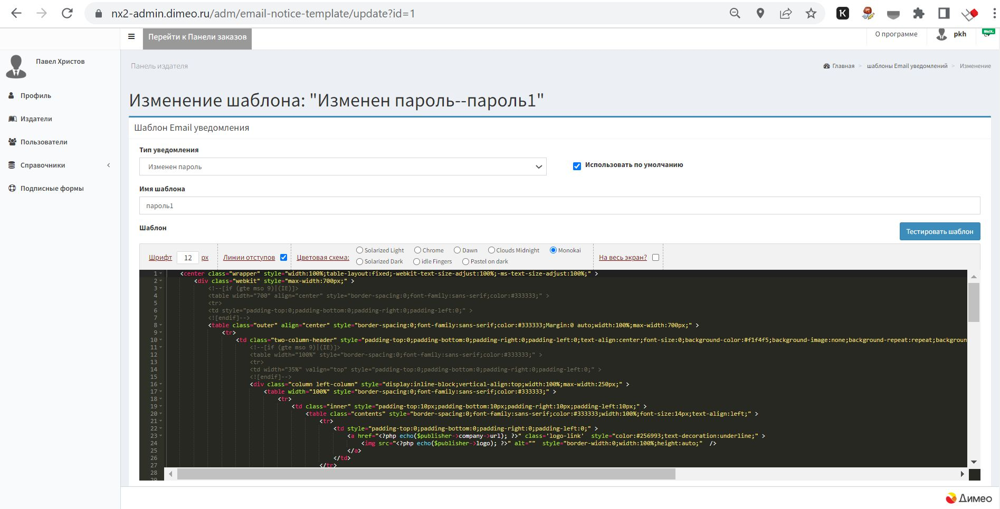 nx2-admin.dimeo.ru/adm/email-notice-template/update?id=1
Перейти к Панели заказов
О программе
pkh
вых.
Павел Христов
Профиль
Издатели
Пользователи
Справочники
Подписные формы
Панель издателя
Главная > шаблоны Email уведомлений > Изменение
Изменение шаблона: "Изменен пароль--пароль1"
Шаблон Email уведомления
Тип уведомления
Изменен пароль
Использовать по умолчанию
Имя шаблона
пароль1
Шаблон
Тестировать шаблон
Шрифт 12 px
Линии отступов
Цветовая схема:
Solarized Light Chrome Dawn Clouds Midnight Monokai
Solarized Dark idle Fingers Pastel on dark
На весь экран?
1 <center class="wrapper" style="width:100%;table-layout:fixed;-webkit-text-size-adjust:100%;-ms-text-size-adjust:100%;" >
2 <div class="webkit" style="max-width:700px;" >
3 <!--[if (gte mso 9)|(IE)]>
4 <table width="700" align="center" style="border-spacing:0;font-family:sans-serif;color:#333333;" >
5 <tr>
6 <td style="padding-top:0;padding-bottom:0;padding-right:0;padding-left:0;" >
7 <![endif]-->
8 <table class="outer" align="center" style="border-spacing:0;font-family:sans-serif;color:#333333;Margin:0 auto;width:100%;max-width:700px;" >
9 <tr>
10 <td class="two-column-header" style="padding-top:0;padding-bottom:0;padding-right:0;padding-left:0;text-align:center;font-size:0;background-color:#f1f4f5;background-image:none;background-repeat:repeat;backgroun
11 <!--[if (gte mso 9)|(IE)]>
12 <table width="100%" style="border-spacing:0;font-family:sans-serif;color:#333333;" >
13 <tr>
14 <td width="35%" valign="top" style="padding-top:0;padding-bottom:0;padding-right:0;padding-left:0;" >
15 <![endif]-->
16 <div class="column left-column" style="display:inline-block;vertical-align:top;width:100%;max-width:250px;" >
17 <table width="100%" style="border-spacing:0;font-family:sans-serif;color:#333333;" >
18 <tr>
19 <td class="inner" style="padding-top:10px;padding-bottom:10px;padding-right:10px;padding-left:10px;" >
20 <table class="contents" style="border-spacing:0;font-family:sans-serif;color:#333333;width:100%;font-size:14px;text-align:left;" >
21 <tr>
22 <td style="padding-top:0;padding-bottom:0;padding-right:0;padding-left:0;" >
23 <a href="<?php echo($publisher->company->url); ?>" class='logo-link' style="color:#256993;text-decoration:underline;" >
24 <img src="<?php echo($publisher->logo); ?>" alt="" style="border-width:0;width:100%;height:auto;" />
25 </a>
26 </td>
27 </tr>
28
29
Димео